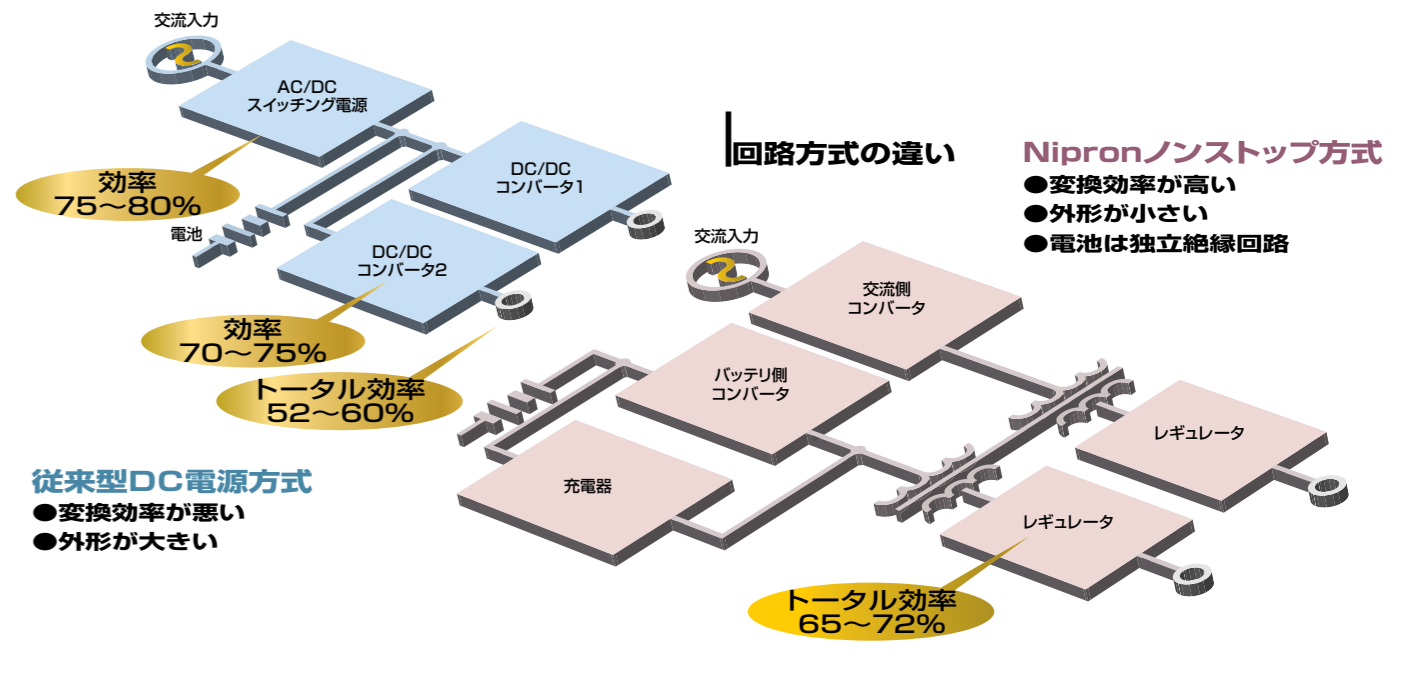 交流入力
AC/DC
スイッチング電源
DC/DC
コンバータ1
効率
75〜80%
電池
DC/DC
コンバータ2
効率
70〜75%
トータル効率
52〜60%
従来型DC電源方式
●変換効率が悪い
●外形が大きい
回路方式の違い
Nipronノンストップ方式
●変換効率が高い
●外形が小さい
●電池は独立絶縁回路
交流入力
交流側
コンバータ
バッテリ側
コンバータ
充電器
レギュレータ
レギュレータ
トータル効率
65〜72%